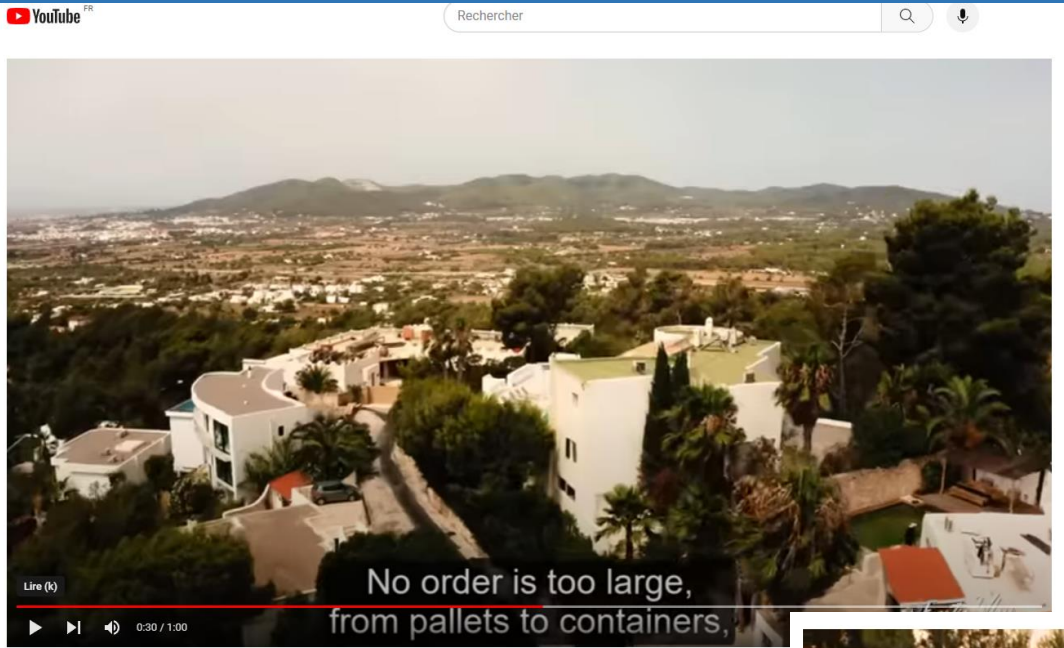 YouTube FR
Rechercher
No order is too large,
from pallets to containers,
Lire (k)
0:30 / 1:00